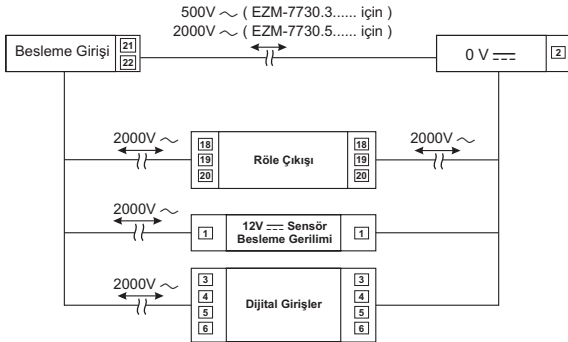 500V ~ ( EZM-7730.3...... için )
2000V ~ ( EZM-7730.5...... için )
Besleme Girişi
21
22
0 V ⎓
2
2000V ~
2000V ~
18
19
20
Röle Çıkışı
18
19
20
2000V ~
1
12V ⎓ Sensör
Besleme Gerilimi
1
2000V ~
3
4
5
6
Dijital Girişler
3
4
5
6